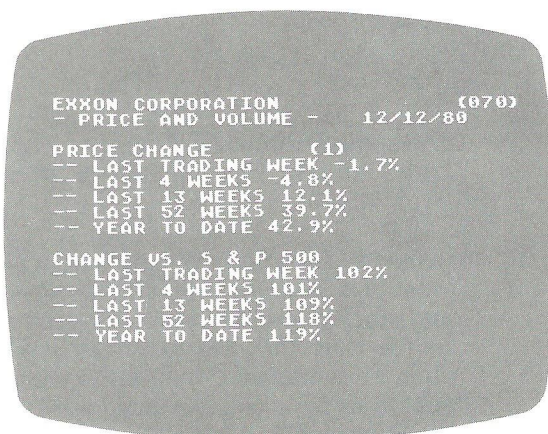 EXXON CORPORATION (070)
- PRICE AND VOLUME - 12/12/80
PRICE CHANGE (1)
-- LAST TRADING WEEK -1.7%
-- LAST 4 WEEKS -4.8%
-- LAST 13 WEEKS 12.1%
-- LAST 52 WEEKS 39.7%
-- YEAR TO DATE 42.9%
CHANGE VS. S & P 500
-- LAST TRADING WEEK 102%
-- LAST 4 WEEKS 101%
-- LAST 13 WEEKS 109%
-- LAST 52 WEEKS 118%
-- YEAR TO DATE 119%